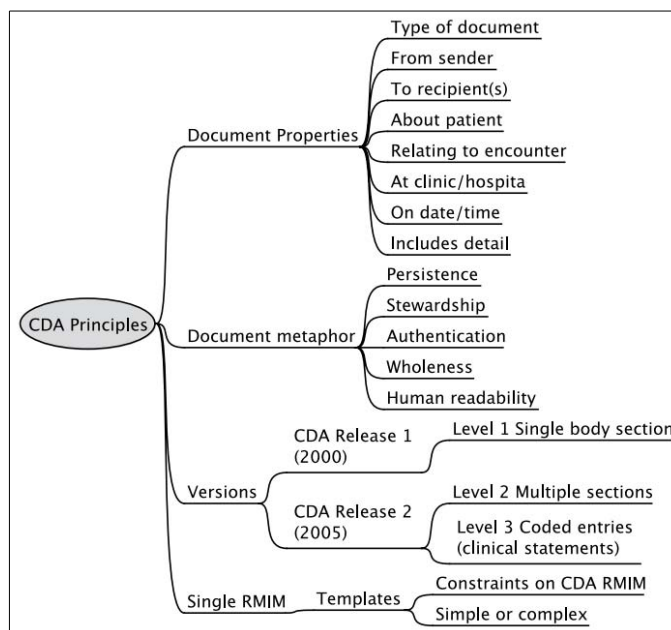 CDA Principles
Document Properties
Type of document
From sender
To recipient(s)
About patient
Relating to encounter
At clinic/hospita
On date/time
Includes detail
Document metaphor
Persistence
Stewardship
Authentication
Wholeness
Human readability
Versions
CDA Release 1
(2000)
Level 1 Single body section
CDA Release 2
(2005)
Level 2 Multiple sections
Level 3 Coded entries
(clinical statements)
Single RMIM
Templates
Constraints on CDA RMIM
Simple or complex